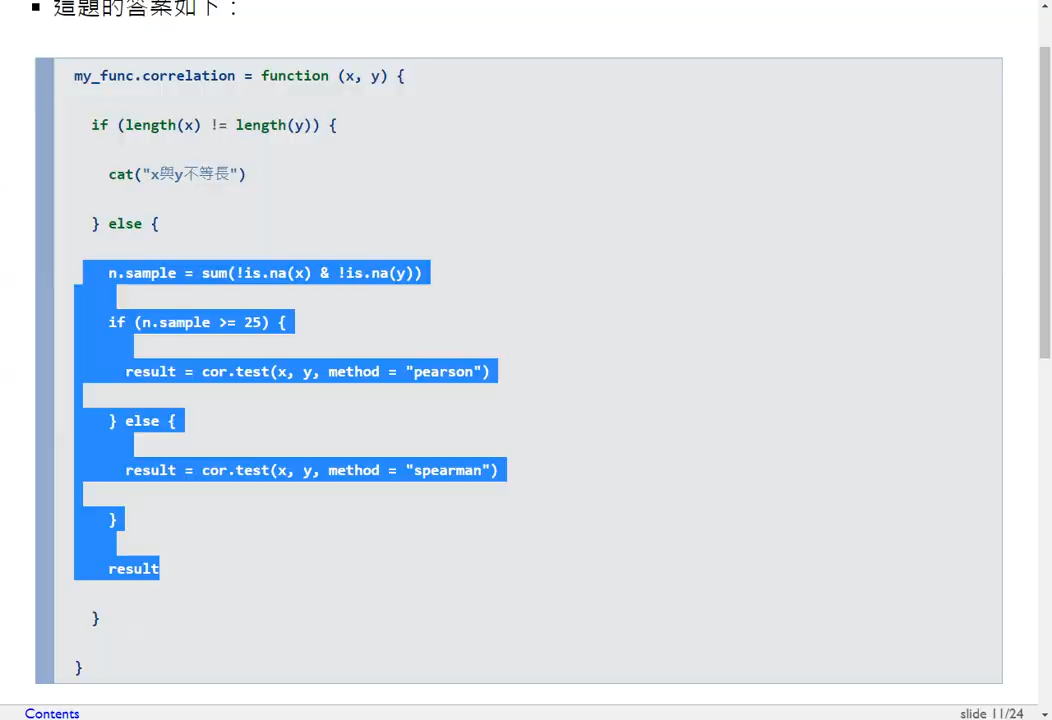 ▪ 這題的答案如下：
my_func.correlation = function (x, y) {
if (length(x) != length(y)) {
cat("x與y不等長")
} else {
n.sample = sum(!is.na(x) & !is.na(y))
if (n.sample >= 25) {
result = cor.test(x, y, method = "pearson")
} else {
result = cor.test(x, y, method = "spearman")
}
result
}
}
Contents
slide 11/24